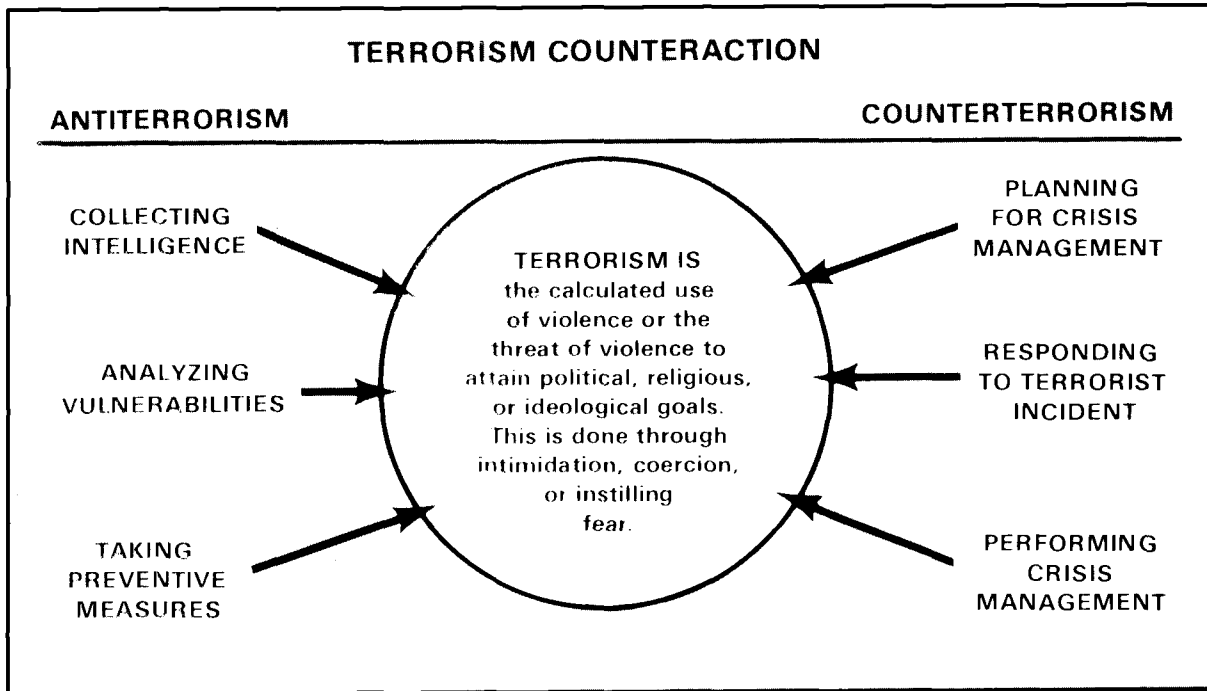 TERRORISM COUNTERACTION
ANTITERRORISM
COUNTERTERRORISM
COLLECTING
INTELLIGENCE
ANALYZING
VULNERABILITIES
TAKING
PREVENTIVE
MEASURES
TERRORISM IS
the calculated use
of violence or the
threat of violence to
attain political, religious,
or ideological goals.
This is done through
intimidation, coercion,
or instilling
fear.
PLANNING
FOR CRISIS
MANAGEMENT
RESPONDING
TO TERRORIST
INCIDENT
PERFORMING
CRISIS
MANAGEMENT